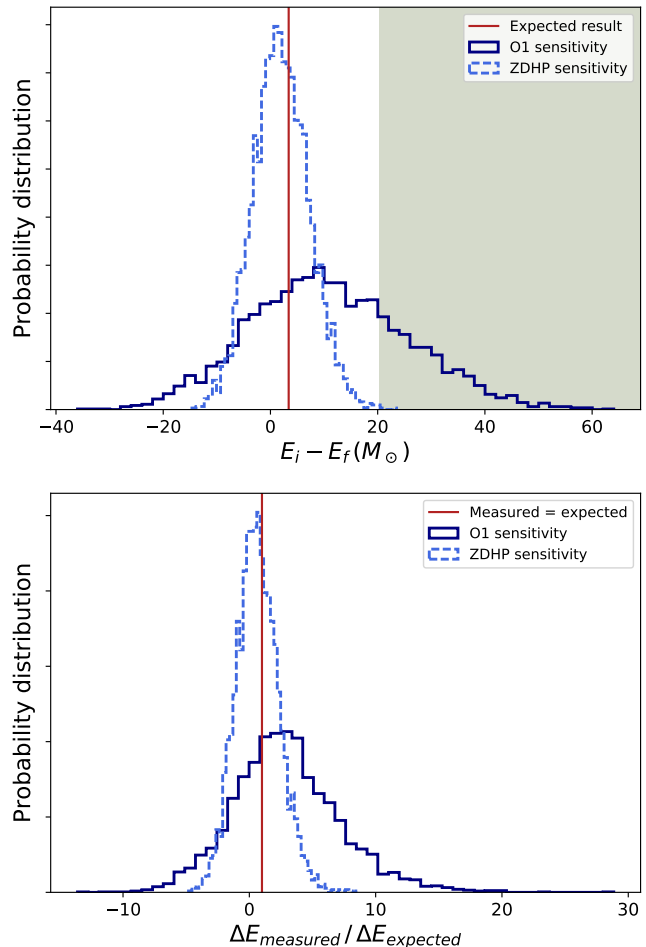 Expected result
O1 sensitivity
ZDHP sensitivity
Probability distribution
−40 −20 0 20 40 60
E_i − E_f (M_⊙)
Measured = expected
O1 sensitivity
ZDHP sensitivity
Probability distribution
−10 0 10 20 30
ΔE_measured / ΔE_expected